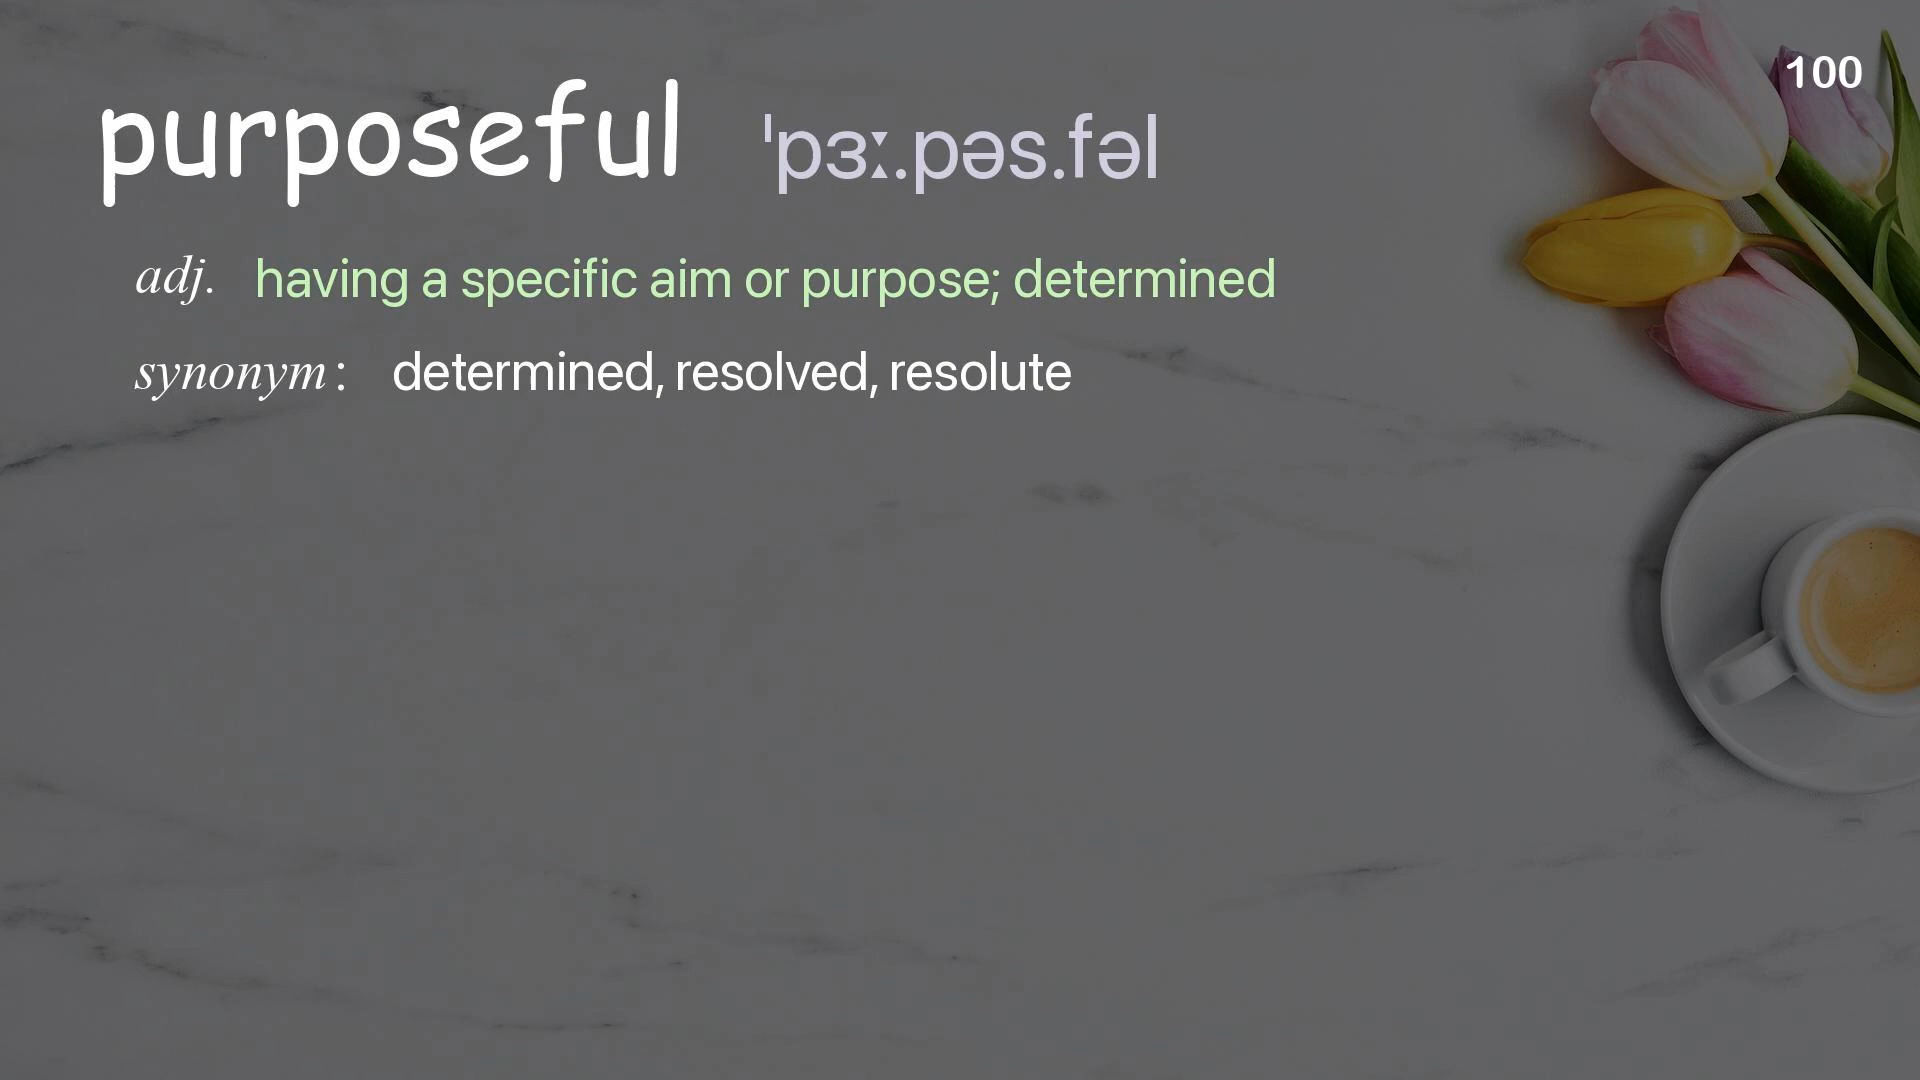 100
purposeful ˈpɜː.pəs.fəl
adj. having a specific aim or purpose; determined
synonym : determined, resolved, resolute